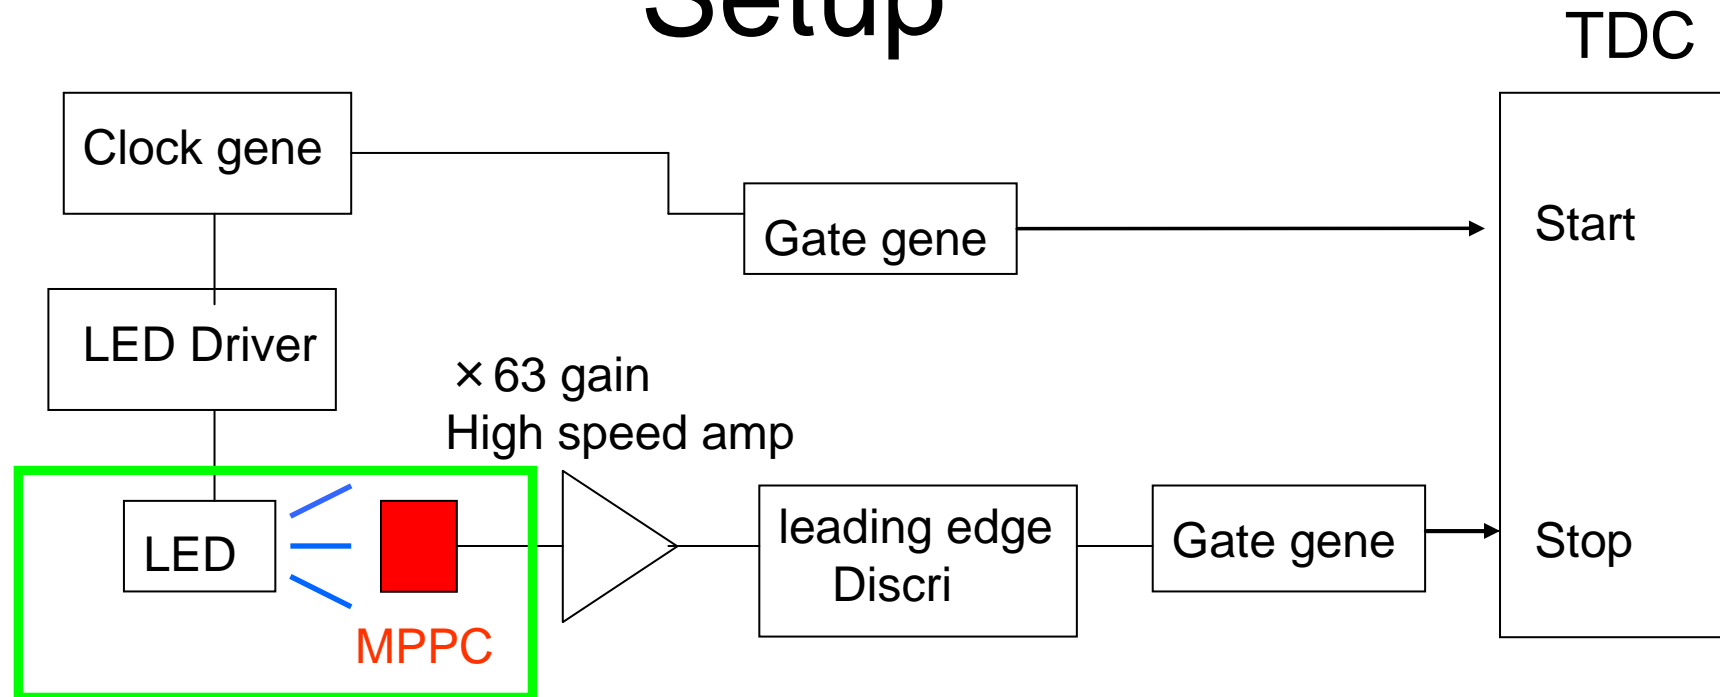 Setup
TDC
Clock gene
Gate gene
Start
LED Driver
×63 gain
High speed amp
LED
leading edge
Discri
Gate gene
Stop
MPPC